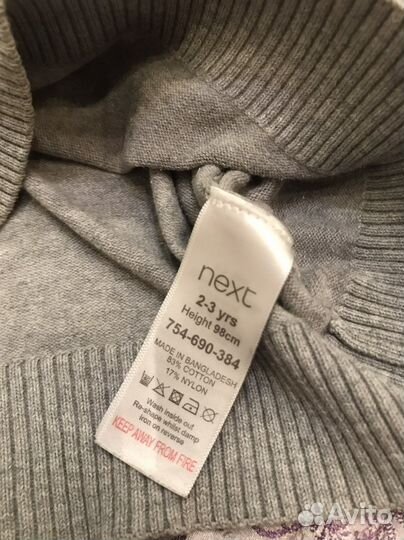 next
2-3 yrs
Height 98cm
754-690-384
MADE IN BANGLADESH
83% COTTON
17% NYLON
Wash inside out
Re-shape whilst damp
Iron on reverse
KEEP AWAY FROM FIRE
Avito